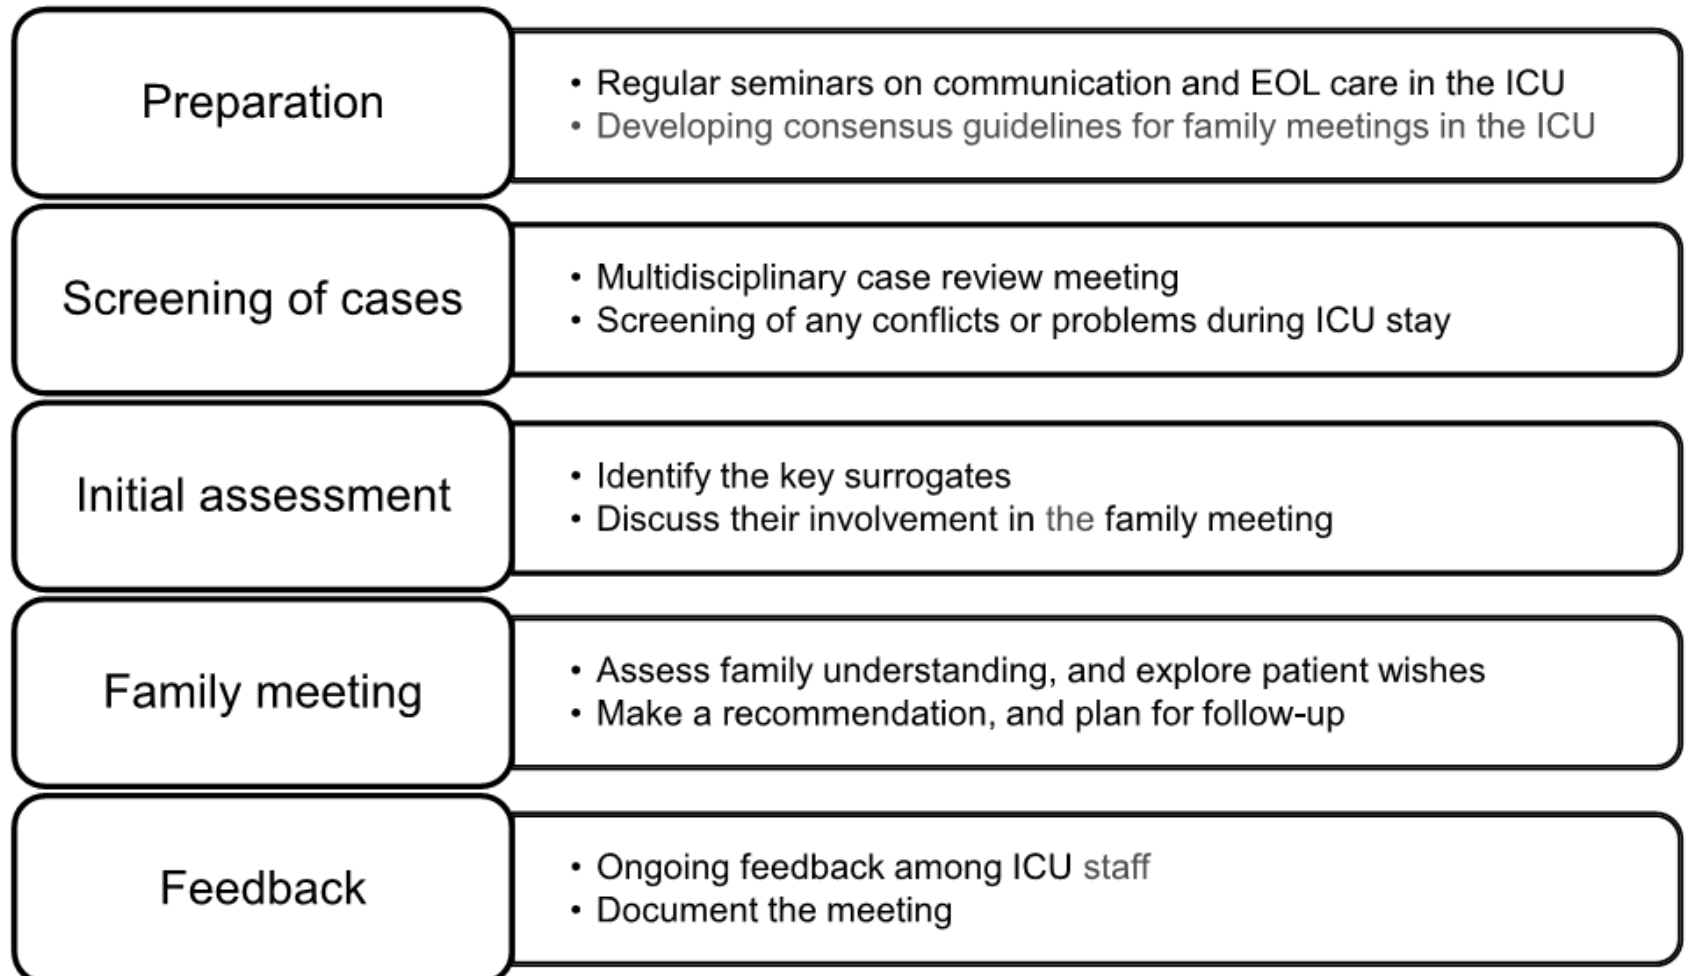 Preparation
• Regular seminars on communication and EOL care in the ICU
• Developing consensus guidelines for family meetings in the ICU
Screening of cases
• Multidisciplinary case review meeting
• Screening of any conflicts or problems during ICU stay
Initial assessment
• Identify the key surrogates
• Discuss their involvement in the family meeting
Family meeting
• Assess family understanding, and explore patient wishes
• Make a recommendation, and plan for follow-up
Feedback
• Ongoing feedback among ICU staff
• Document the meeting